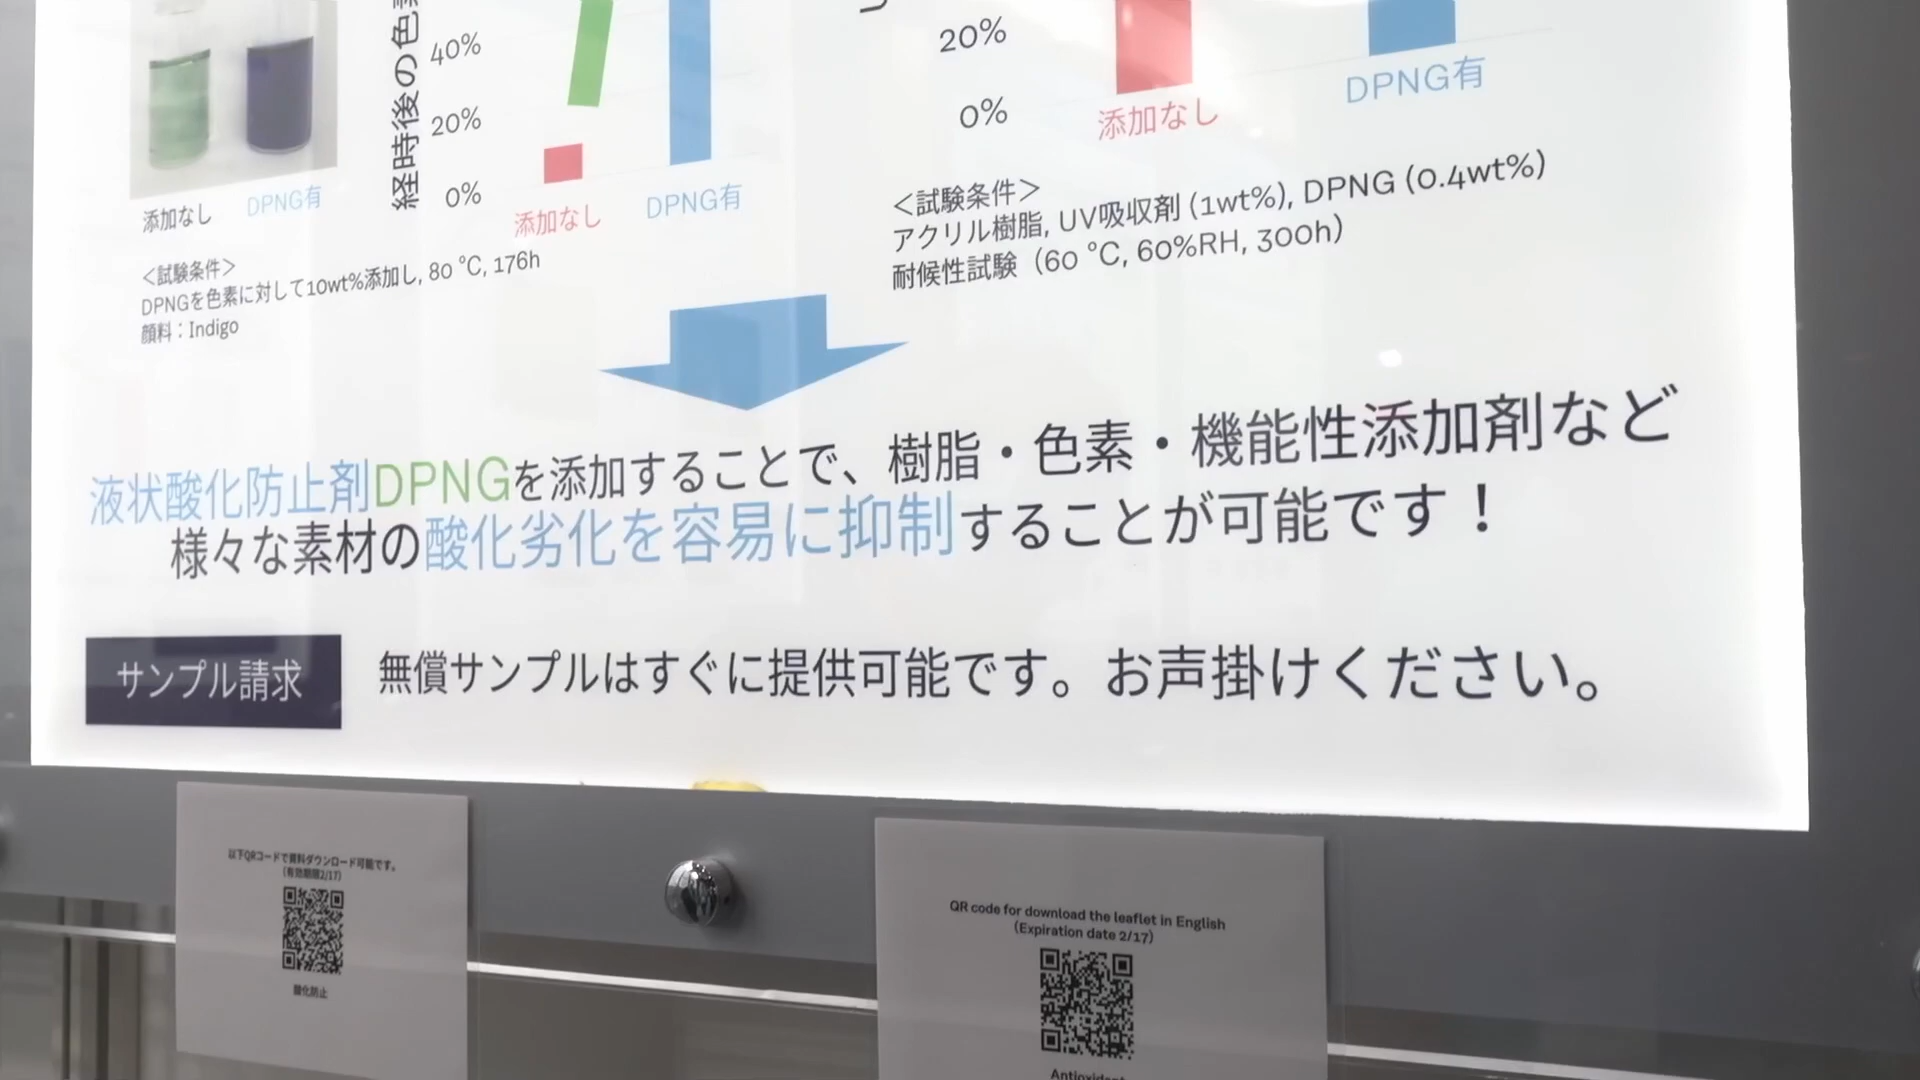 経時後の色
40%
20%
0%
添加なし
DPNG有
添加なし
DPNG有
<試験条件>
DPNGを色素に対して10wt%添加し, 80 °C, 176h
顔料：Indigo
20%
0%
添加なし
DPNG有
<試験条件>
アクリル樹脂, UV吸収剤 (1wt%), DPNG (0.4wt%)
耐候性試験（60 °C, 60%RH, 300h）
液状酸化防止剤DPNGを添加することで、樹脂・色素・機能性添加剤など
様々な素材の酸化劣化を容易に抑制することが可能です！
サンプル請求
無償サンプルはすぐに提供可能です。お声掛けください。
以下QRコードで資料ダウンロード可能です。
(有効期限2/17)
酸化防止
QR code for download the leaflet in English
(Expiration date 2/17)